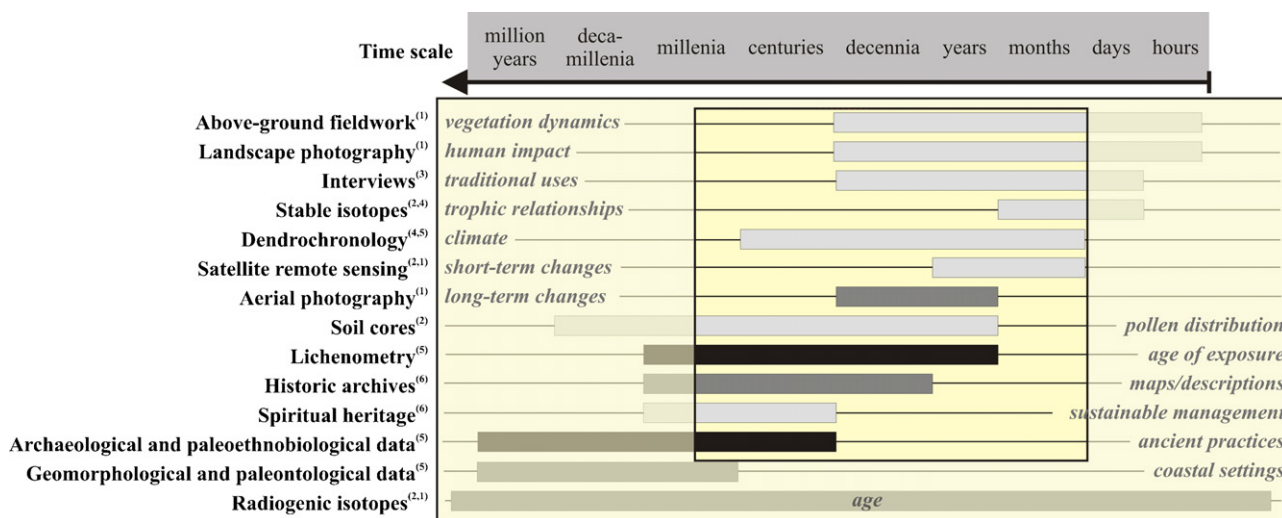 Time scale
million years
deca-
millenia
millenia
centuries
decennia
years
months
days
hours
Above-ground fieldwork(1) vegetation dynamics
Landscape photography(1) human impact
Interviews(3) traditional uses
Stable isotopes(2,4) trophic relationships
Dendrochronology(4,5) climate
Satellite remote sensing(2,1) short-term changes
Aerial photography(1) long-term changes
Soil cores(2) pollen distribution
Lichenometry(5) age of exposure
Historic archives(6) maps/descriptions
Spiritual heritage(6) sustainable management
Archaeological and paleoethnobiological data(5) ancient practices
Geomorphological and paleontological data(5) coastal settings
Radiogenic isotopes(2,1) age